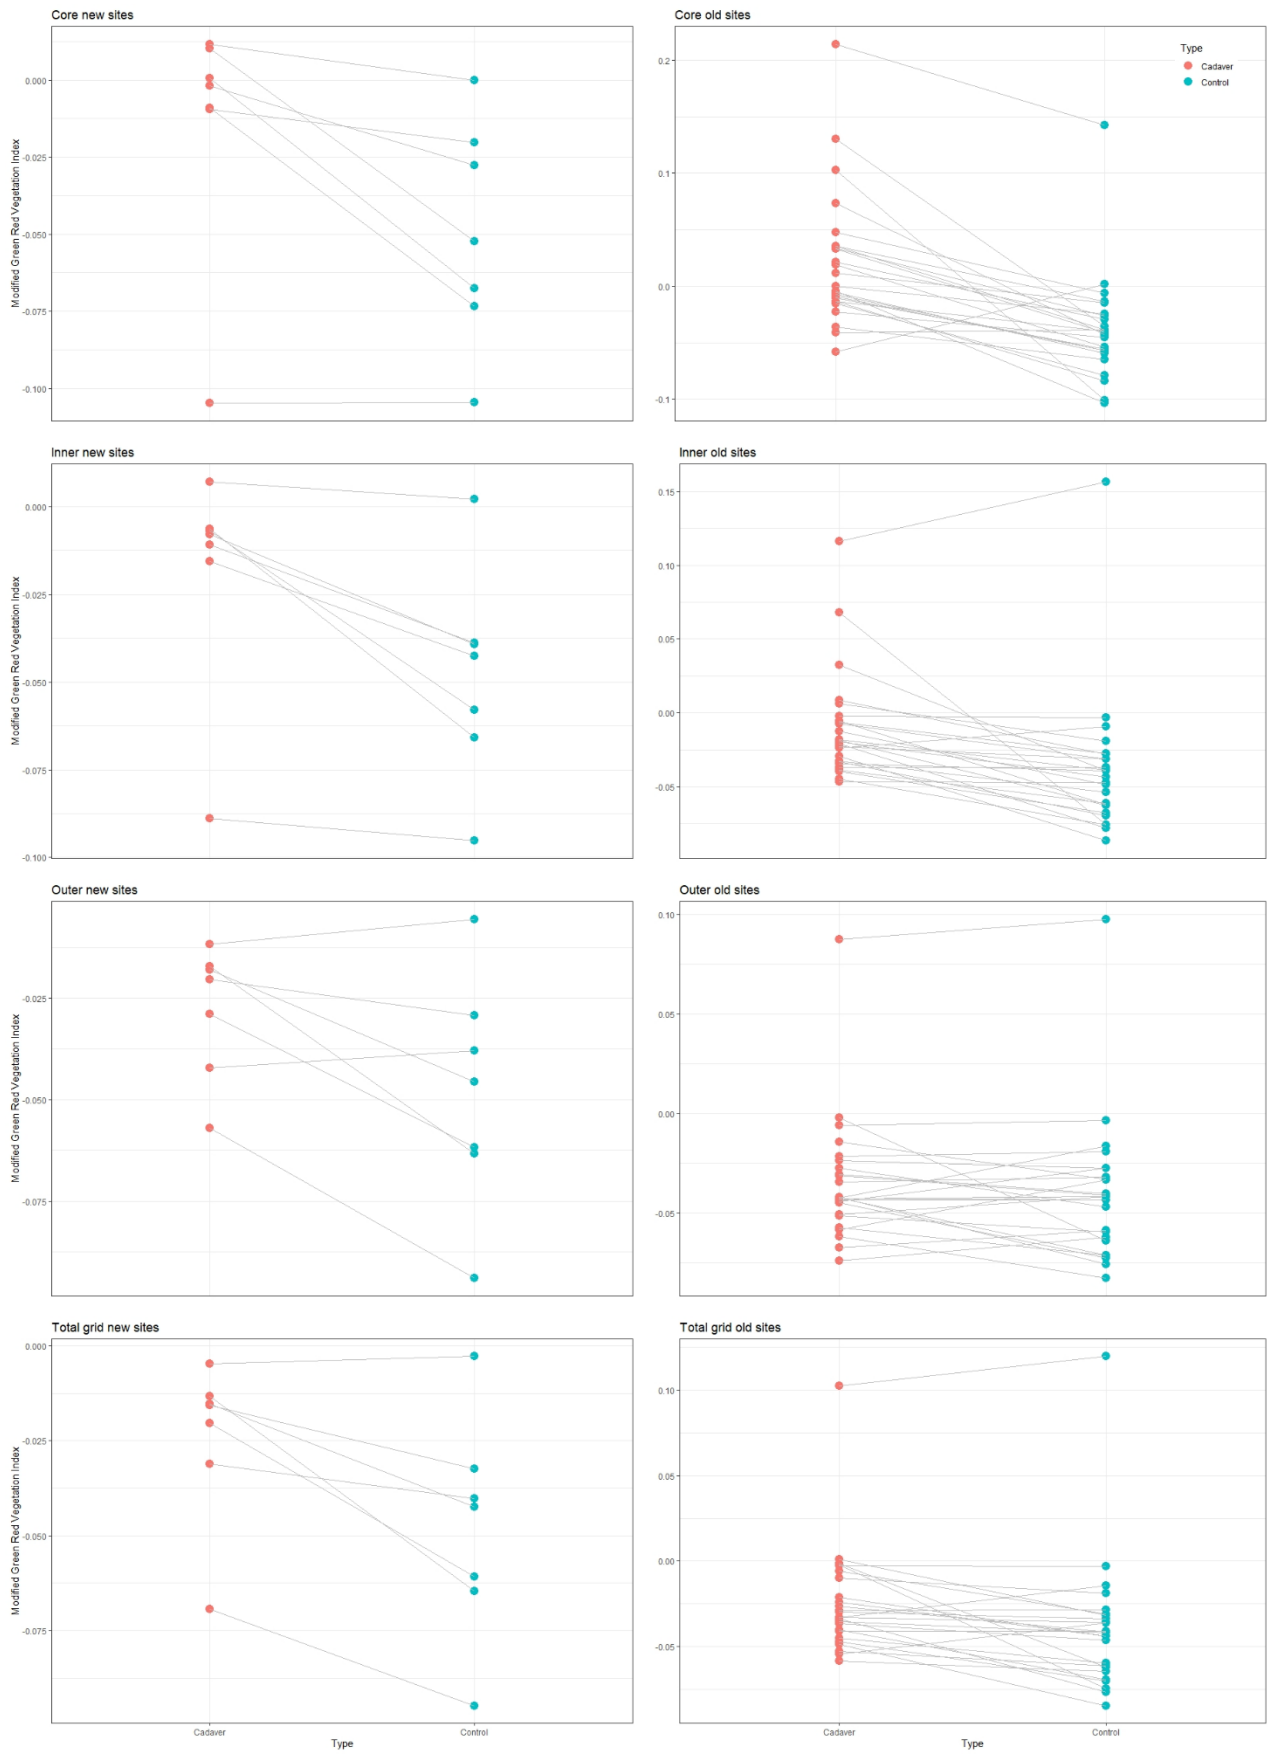 Core new sites
Modified Green Red Vegetation Index
0.000
-0.025
-0.050
-0.075
-0.100
Core old sites
Type
Cadaver
Control
0.2
0.1
0.0
-0.1
Inner new sites
Modified Green Red Vegetation Index
0.000
-0.025
-0.050
-0.075
-0.100
Inner old sites
0.15
0.10
0.05
0.00
-0.05
Outer new sites
Modified Green Red Vegetation Index
-0.025
-0.050
-0.075
Outer old sites
0.10
0.05
0.00
-0.05
Total grid new sites
Modified Green Red Vegetation Index
0.000
-0.025
-0.050
-0.075
Cadaver
Control
Type
Total grid old sites
0.10
0.05
0.00
-0.05
Cadaver
Control
Type